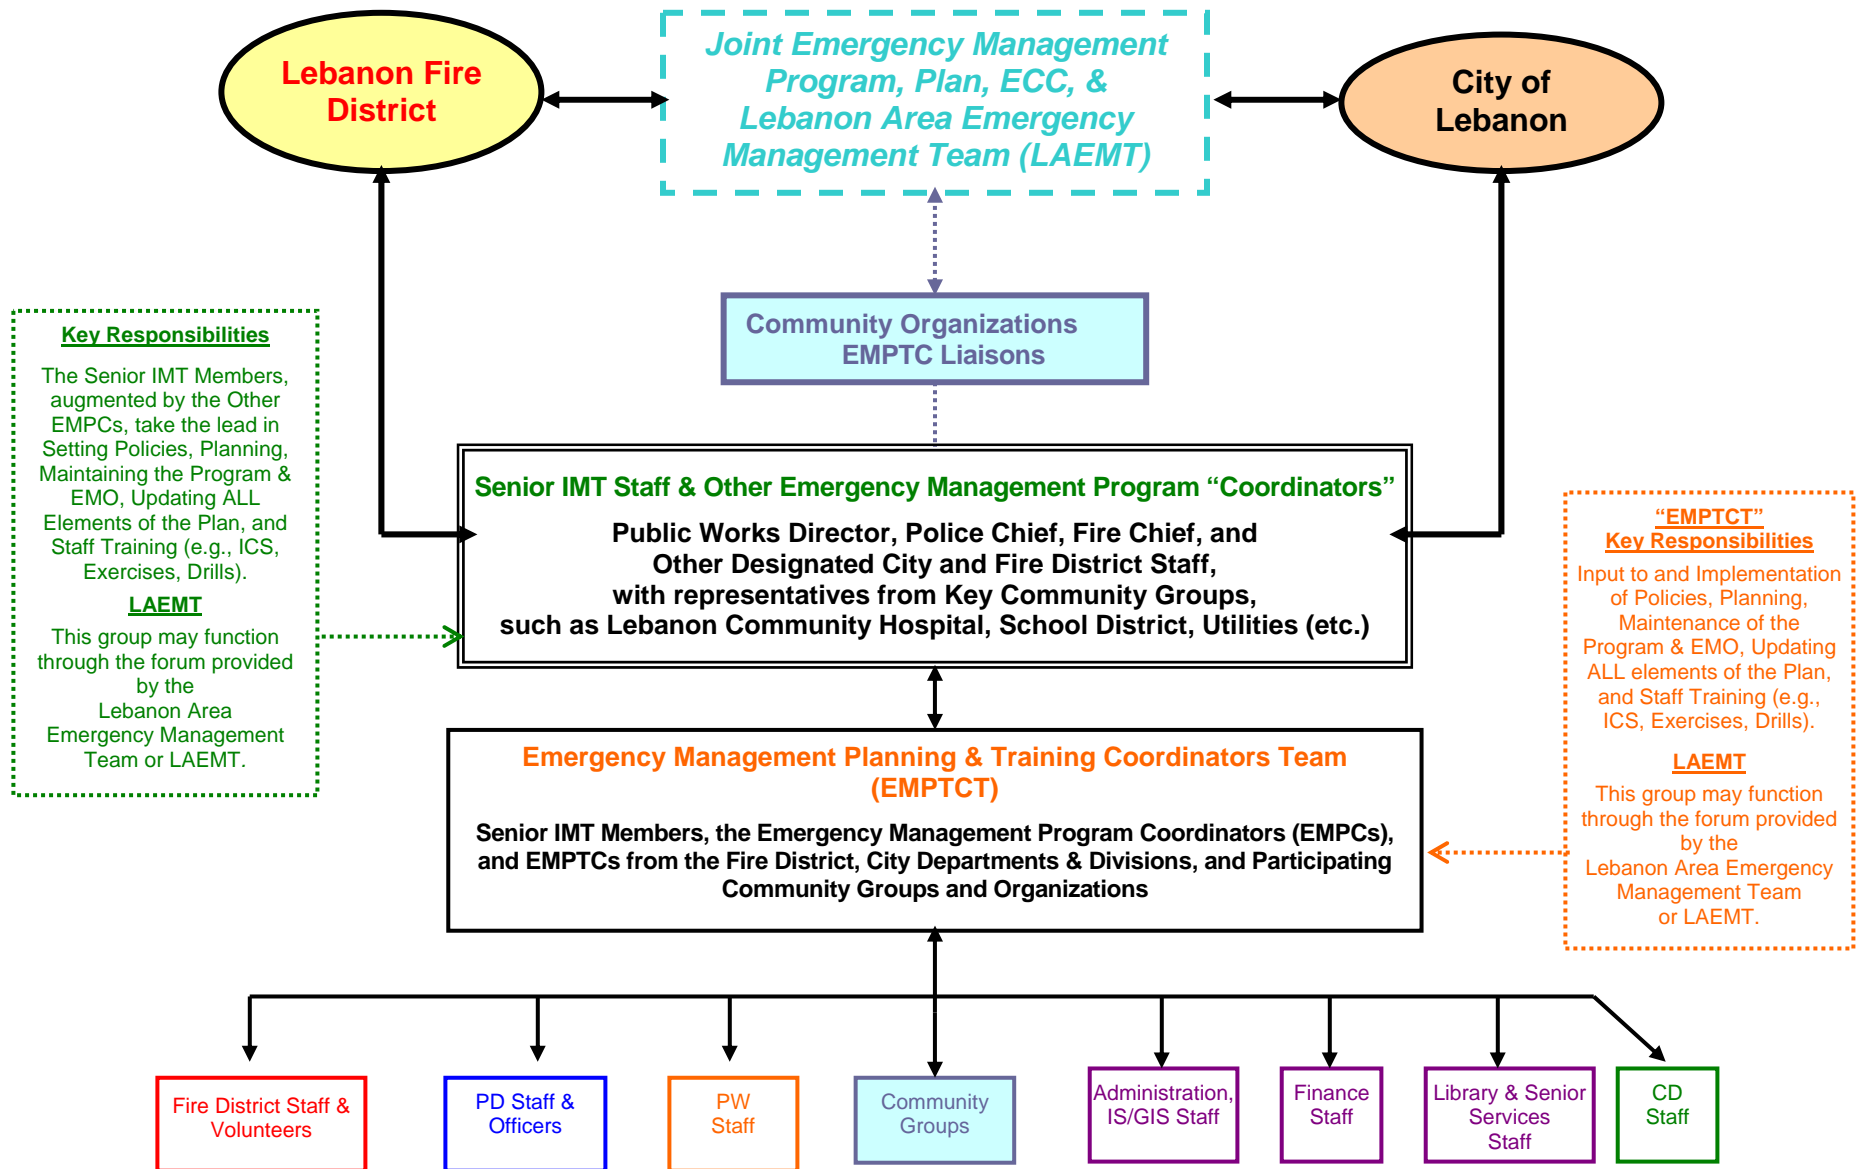 Lebanon Fire
District
Joint Emergency Management
Program, Plan, ECC, &
Lebanon Area Emergency
Management Team (LAEMT)
City of
Lebanon
Community Organizations
EMPTC Liaisons
Key Responsibilities
The Senior IMT Members,
augmented by the Other
EMPCs, take the lead in
Setting Policies, Planning,
Maintaining the Program &
EMO, Updating ALL
Elements of the Plan, and
Staff Training (e.g., ICS,
Exercises, Drills).
LAEMT
This group may function
through the forum provided
by the
Lebanon Area
Emergency Management
Team or LAEMT.
Senior IMT Staff & Other Emergency Management Program “Coordinators”
Public Works Director, Police Chief, Fire Chief, and
Other Designated City and Fire District Staff,
with representatives from Key Community Groups,
such as Lebanon Community Hospital, School District, Utilities (etc.)
“EMPTCT”
Key Responsibilities
Input to and Implementation
of Policies, Planning,
Maintenance of the
Program & EMO, Updating
ALL elements of the Plan,
and Staff Training (e.g.,
ICS, Exercises, Drills).
LAEMT
This group may function
through the forum provided
by the
Lebanon Area Emergency
Management Team
or LAEMT.
Emergency Management Planning & Training Coordinators Team
(EMPTCT)
Senior IMT Members, the Emergency Management Program Coordinators (EMPCs),
and EMPTCs from the Fire District, City Departments & Divisions, and Participating
Community Groups and Organizations
Fire District Staff &
Volunteers
PD Staff &
Officers
PW
Staff
Community
Groups
Administration,
IS/GIS Staff
Finance
Staff
Library & Senior
Services
Staff
CD
Staff